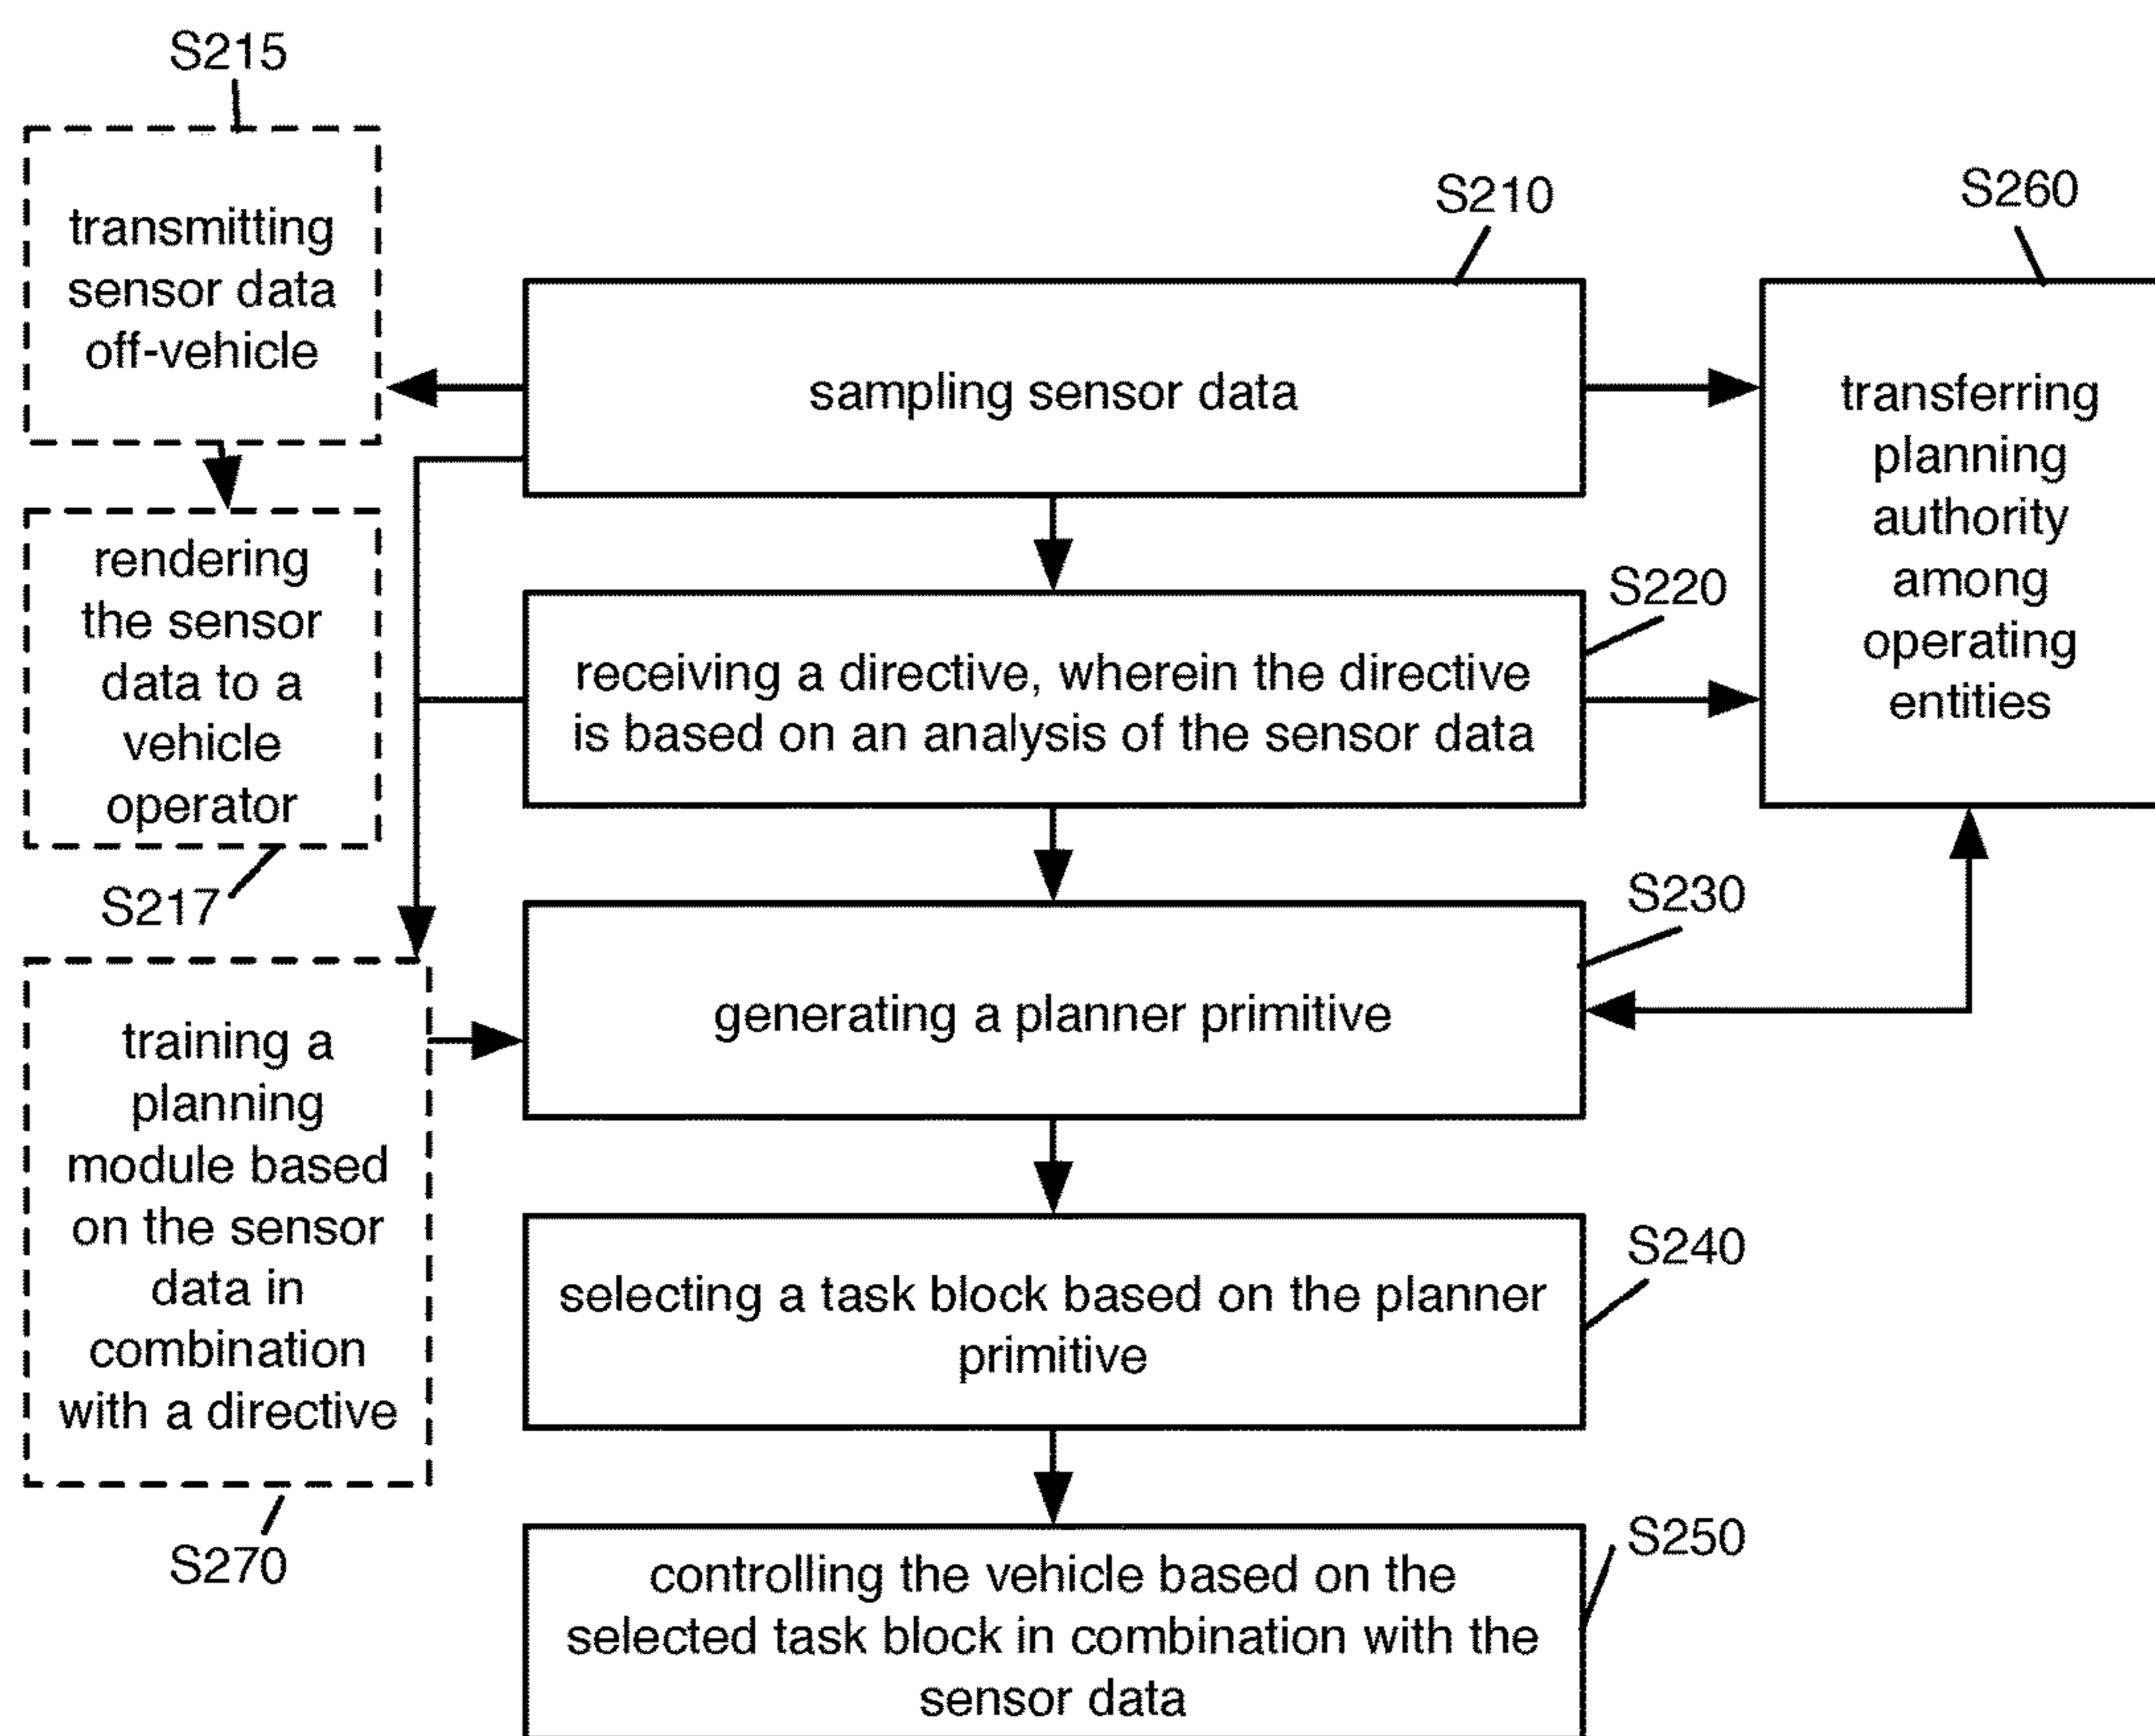 S215
transmitting
sensor data
off-vehicle
S210
sampling sensor data
S260
transferring
planning
authority
among
operating
entities
rendering
the sensor
data to a
vehicle
operator
S217
S220
receiving a directive, wherein the directive
is based on an analysis of the sensor data
S230
generating a planner primitive
training a
planning
module based
on the sensor
data in
combination
with a directive
S270
S240
selecting a task block based on the planner
primitive
S250
controlling the vehicle based on the
selected task block in combination with the
sensor data